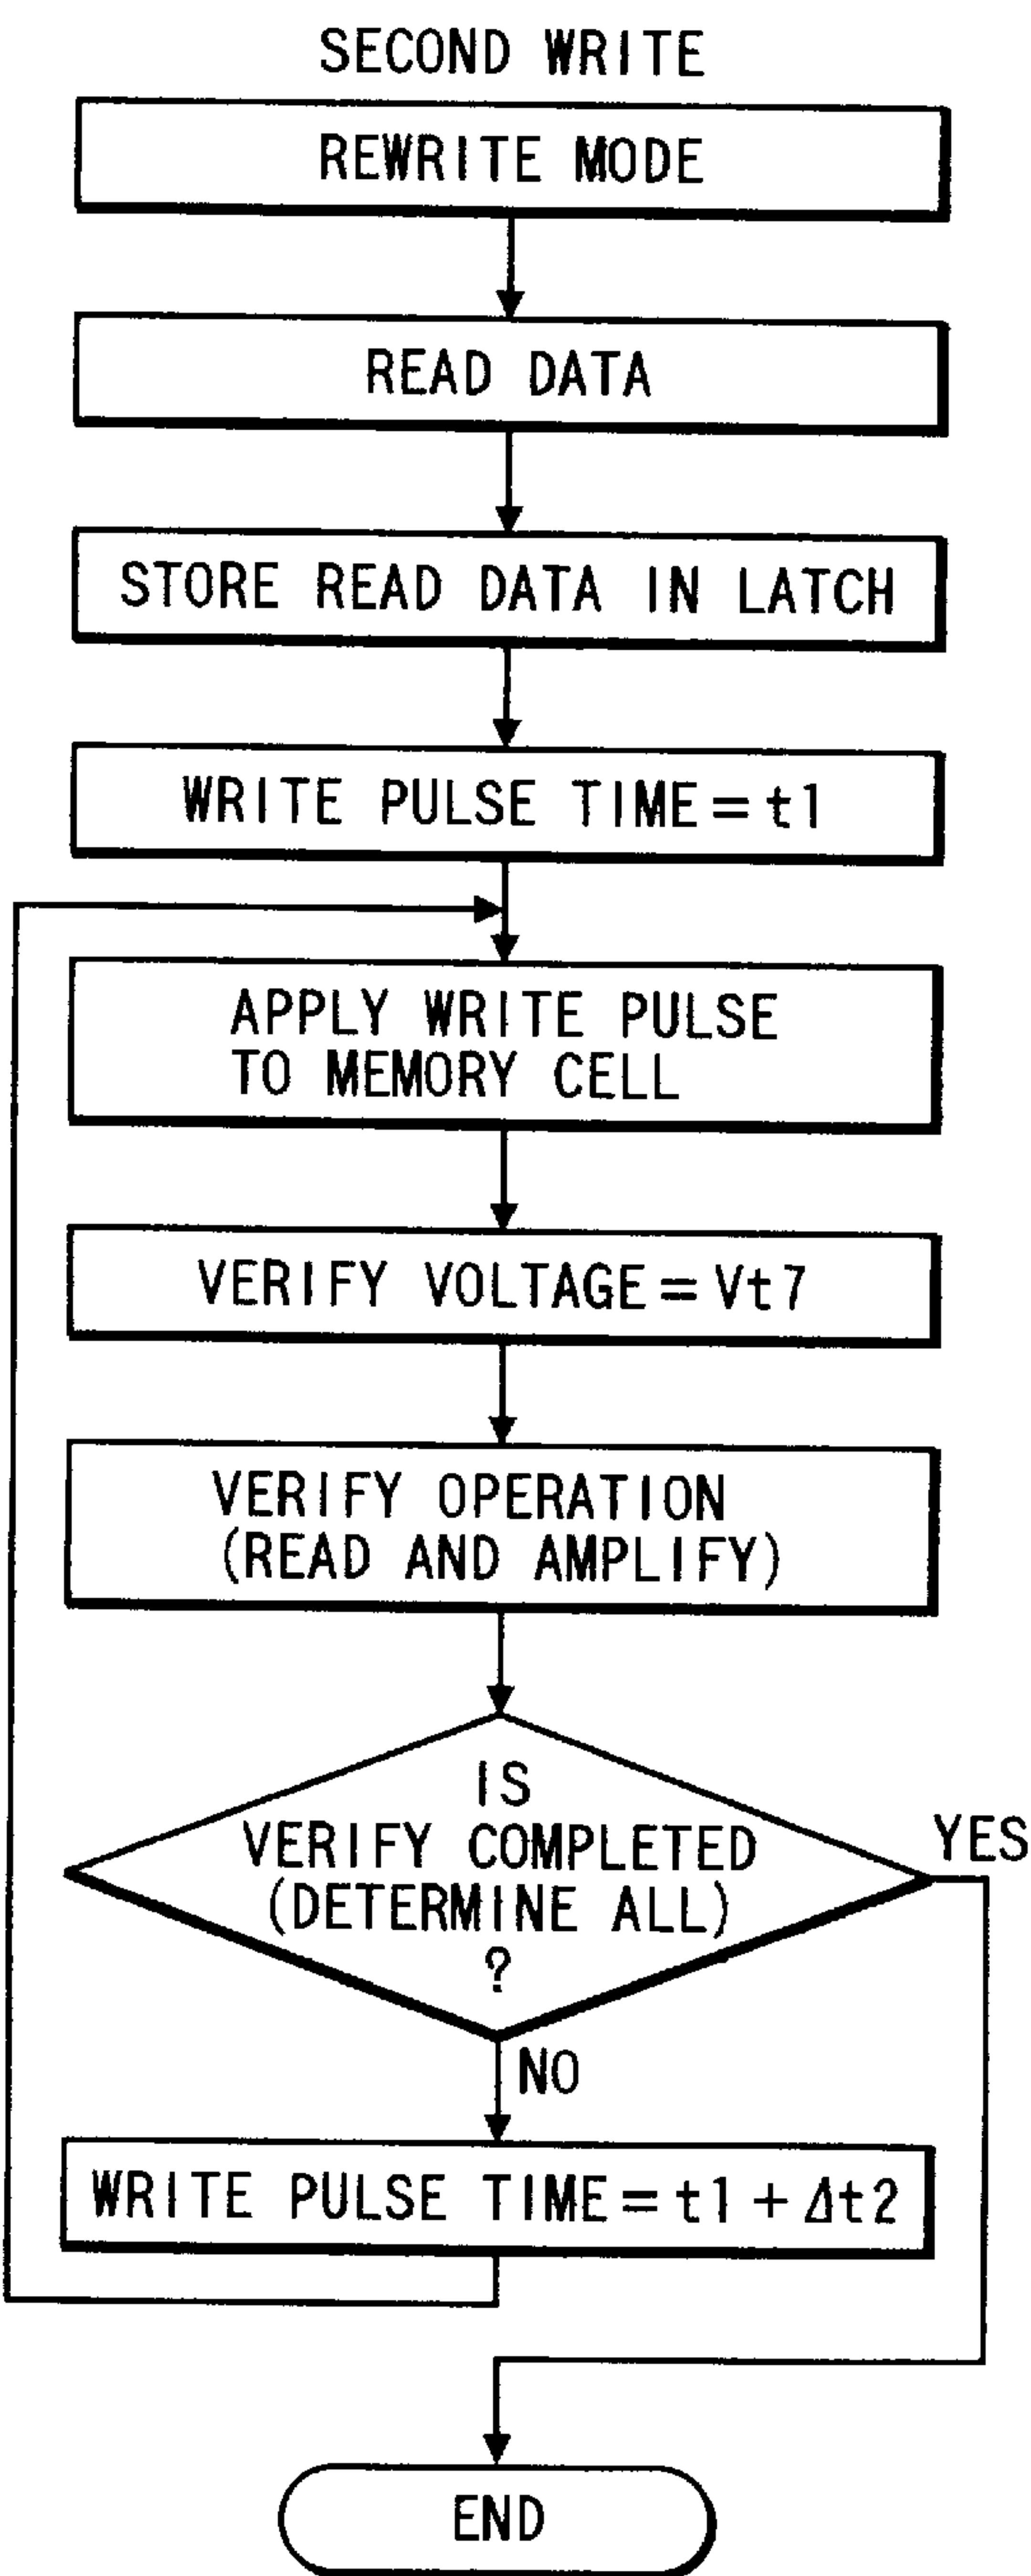 SECOND WRITE
REWRITE MODE
READ DATA
STORE READ DATA IN LATCH
WRITE PULSE TIME=t1
APPLY WRITE PULSE
TO MEMORY CELL
VERIFY VOLTAGE=Vt7
VERIFY OPERATION
(READ AND AMPLIFY)
IS
VERIFY COMPLETED
(DETERMINE ALL)
?
YES
NO
WRITE PULSE TIME=t1+Δt2
END